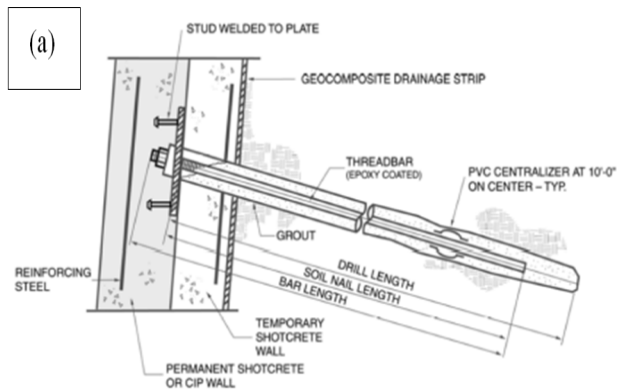 (a)
STUD WELDED TO PLATE
GEOCOMPOSITE DRAINAGE STRIP
THREADBAR
(EPOXY COATED)
PVC CENTRALIZER AT 10'-0"
ON CENTER – TYP.
GROUT
DRILL LENGTH
SOIL NAIL LENGTH
BAR LENGTH
REINFORCING
STEEL
TEMPORARY
SHOTCRETE
WALL
PERMANENT SHOTCRETE
OR CIP WALL